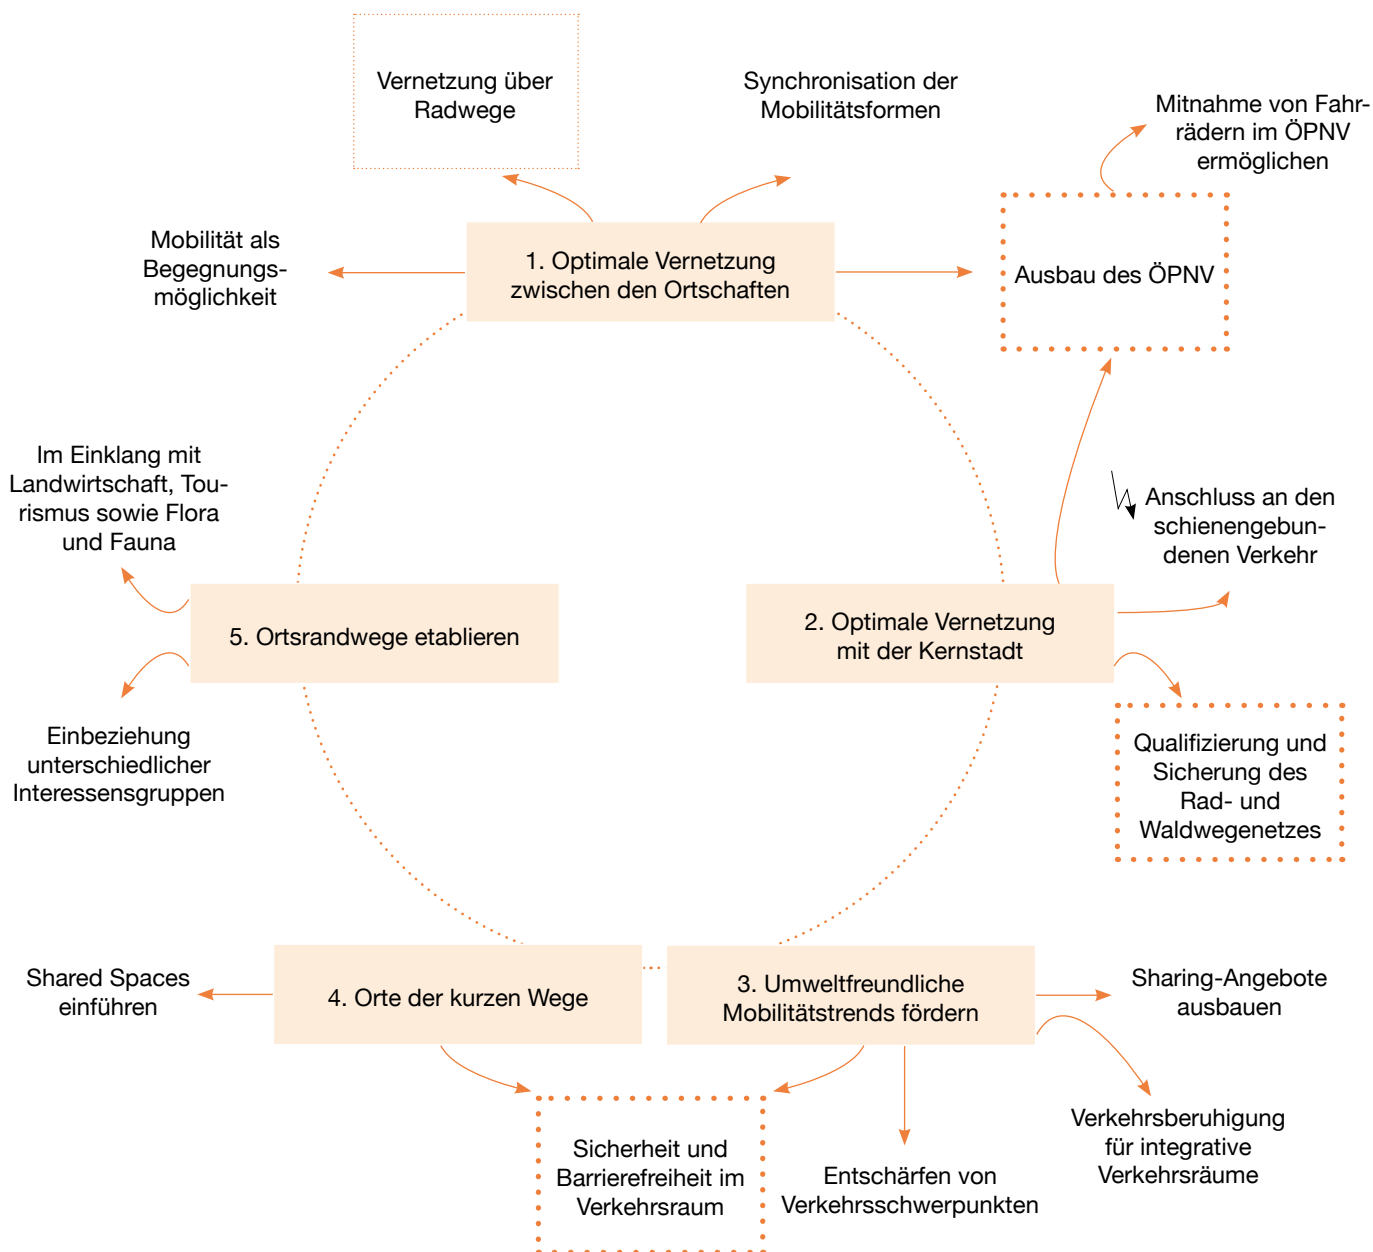 Vernetzung über
Radwege
Synchronisation der
Mobilitätsformen
Mitnahme von Fahr-
rädern im ÖPNV
ermöglichen
Mobilität als
Begegnungs-
möglichkeit
1. Optimale Vernetzung
zwischen den Ortschaften
Ausbau des ÖPNV
Im Einklang mit
Landwirtschaft, Tou-
rismus sowie Flora
und Fauna
Anschluss an den
schienengebun-
denen Verkehr
5. Ortsrandwege etablieren
2. Optimale Vernetzung
mit der Kernstadt
Einbeziehung
unterschiedlicher
Interessensgruppen
Qualifizierung und
Sicherung des
Rad- und
Waldwegenetzes
Shared Spaces
einführen
4. Orte der kurzen Wege
3. Umweltfreundliche
Mobilitätstrends fördern
Sharing-Angebote
ausbauen
Sicherheit und
Barrierefreiheit im
Verkehrsraum
Entschärfen von
Verkehrsschwerpunkten
Verkehrsberuhigung
für integrative
Verkehrsräume